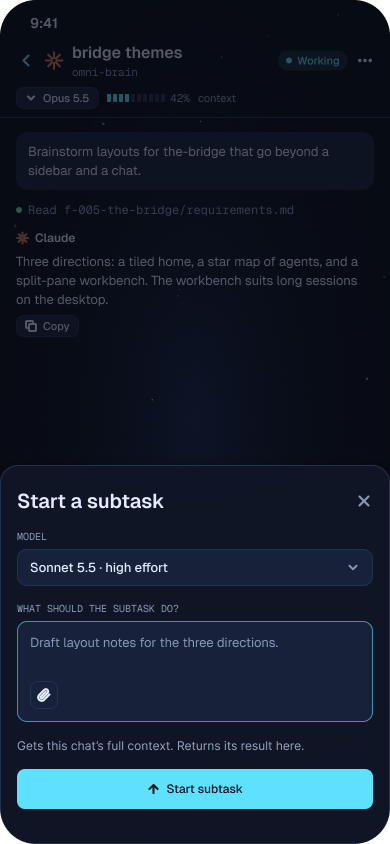 9:41
bridge themes
omni-brain
Working
Opus 5.5
42% context
Brainstorm layouts for the-bridge that go beyond a
sidebar and a chat.
Read f-005-the-bridge/requirements.md
Claude
Three directions: a tiled home, a star map of agents, and a
split-pane workbench. The workbench suits long sessions
on the desktop.
Copy
Start a subtask
MODEL
Sonnet 5.5 · high effort
WHAT SHOULD THE SUBTASK DO?
Draft layout notes for the three directions.
Gets this chat's full context. Returns its result here.
Start subtask